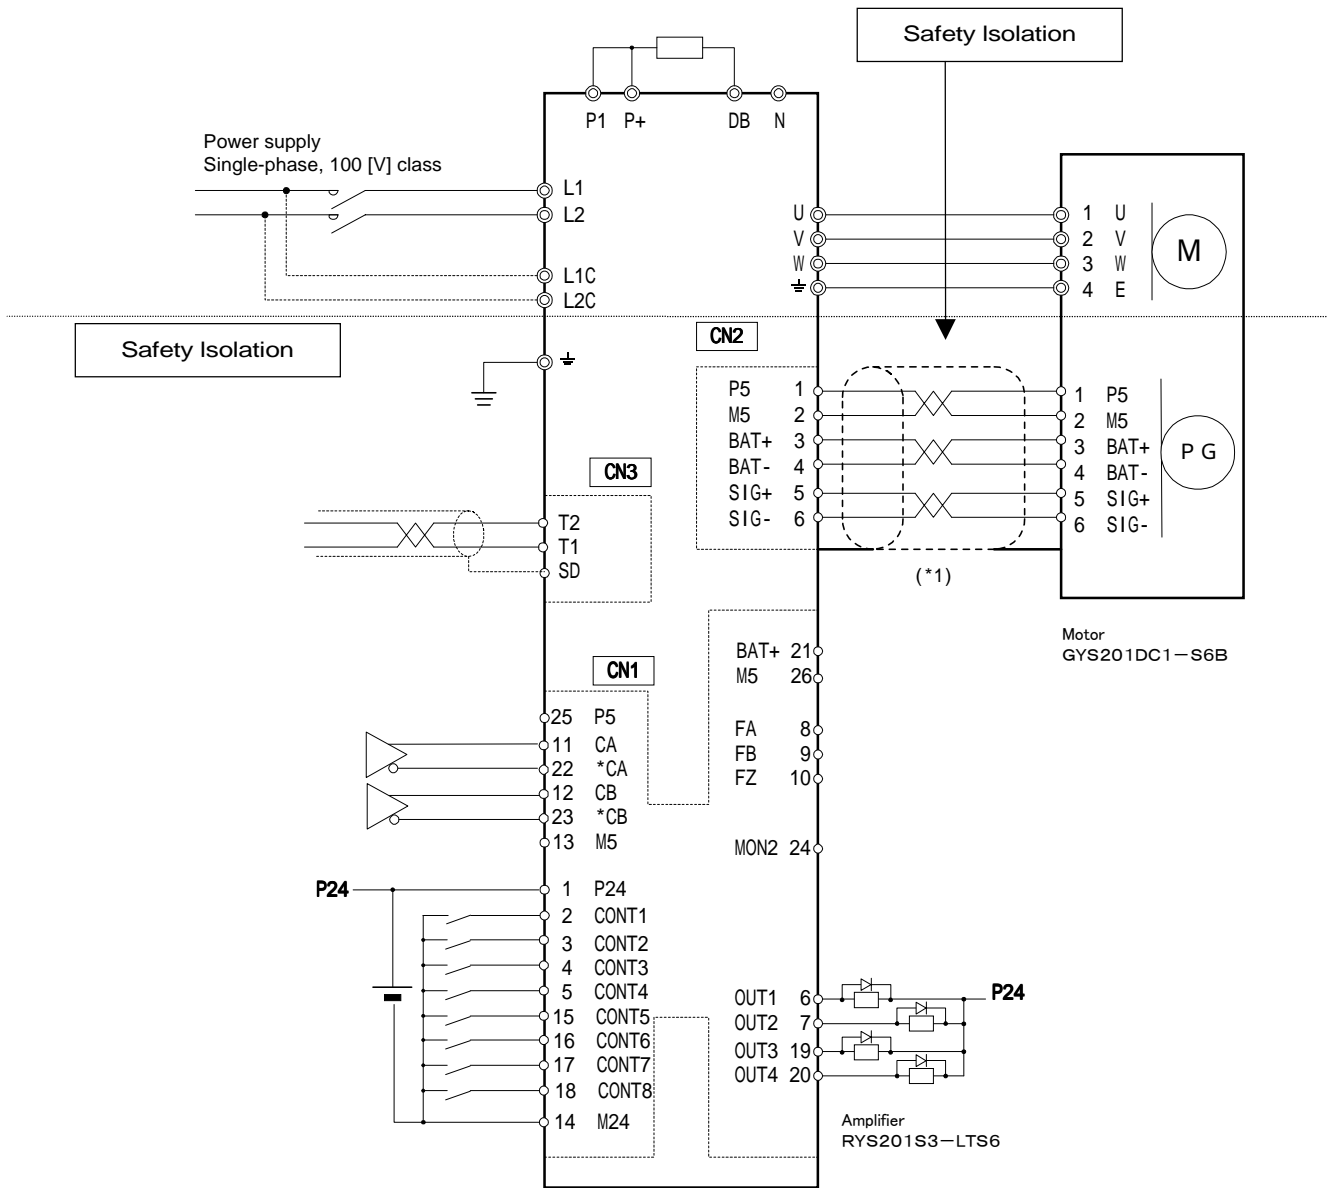 Safety Isolation
P1 P+ DB N
Power supply
Single-phase, 100 [V] class
L1
L2
L1C
L2C
U
V
W
1 U
2 V
3 W
4 E
M
Safety Isolation
CN2
P5 1
M5 2
BAT+ 3
BAT- 4
SIG+ 5
SIG- 6
1 P5
2 M5
3 BAT+
4 BAT-
5 SIG+
6 SIG-
PG
(*1)
CN3
T2
T1
SD
Motor
GYS201DC1-S6B
CN1
25 P5
11 CA
22 *CA
12 CB
23 *CB
13 M5
P24
1 P24
2 CONT1
3 CONT2
4 CONT3
5 CONT4
15 CONT5
16 CONT6
17 CONT7
18 CONT8
14 M24
BAT+ 21
M5 26
FA 8
FB 9
FZ 10
MON2 24
OUT1 6
OUT2 7
OUT3 19
OUT4 20
P24
Amplifier
RYS201S3-LTS6